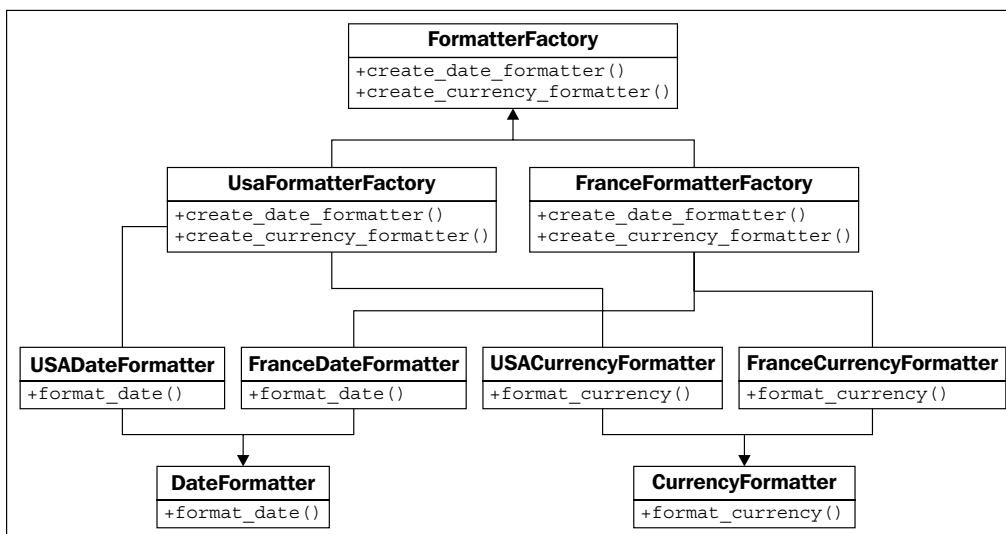 FormatterFactory
+create_date_formatter()
+create_currency_formatter()
UsaFormatterFactory
+create_date_formatter()
+create_currency_formatter()
FranceFormatterFactory
+create_date_formatter()
+create_currency_formatter()
USADateFormatter
+format_date()
FranceDateFormatter
+format_date()
USACurrencyFormatter
+format_currency()
FranceCurrencyFormatter
+format_currency()
DateFormatter
+format_date()
CurrencyFormatter
+format_currency()